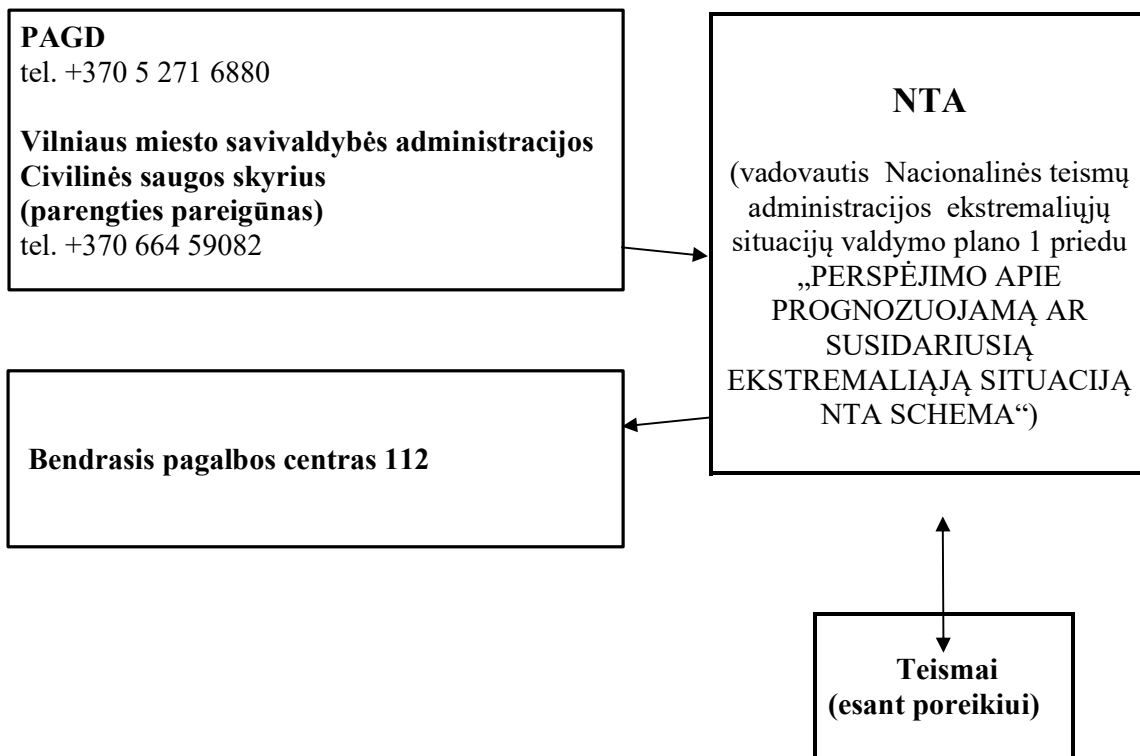 PAGD
tel. +370 5 271 6880
Vilniaus miesto savivaldybės administracijos
Civilinės saugos skyrius
(parengties pareigūnas)
tel. +370 664 59082
NTA
(vadovautis Nacionalinės teismų
administracijos ekstremaliųjų
situacijų valdymo plano 1 priedu
„PERSPĖJIMO APIE
PROGNOZUOJAMĄ AR
SUSIDARIUSIĄ
EKSTREMALIĄJĄ SITUACIJĄ
NTA SCHEMA“)
Bendrasis pagalbos centras 112
Teismai
(esant poreikiui)